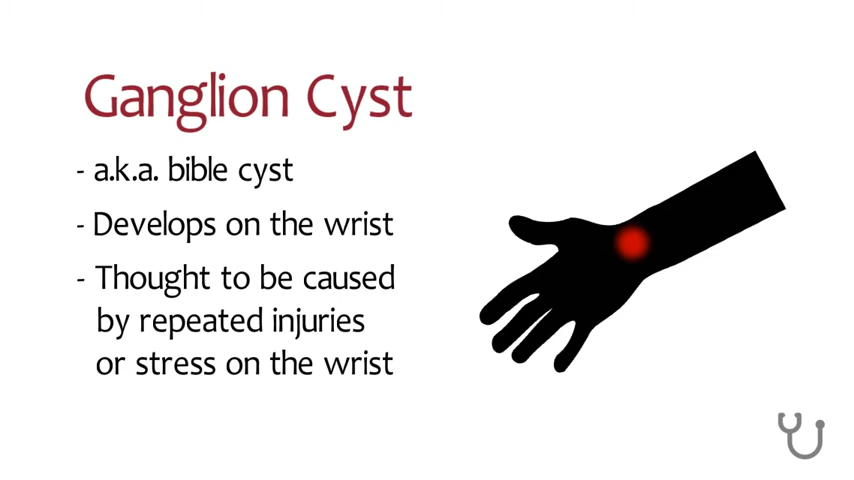 Ganglion Cyst
- a.k.a. bible cyst
- Develops on the wrist
- Thought to be caused
by repeated injuries
or stress on the wrist